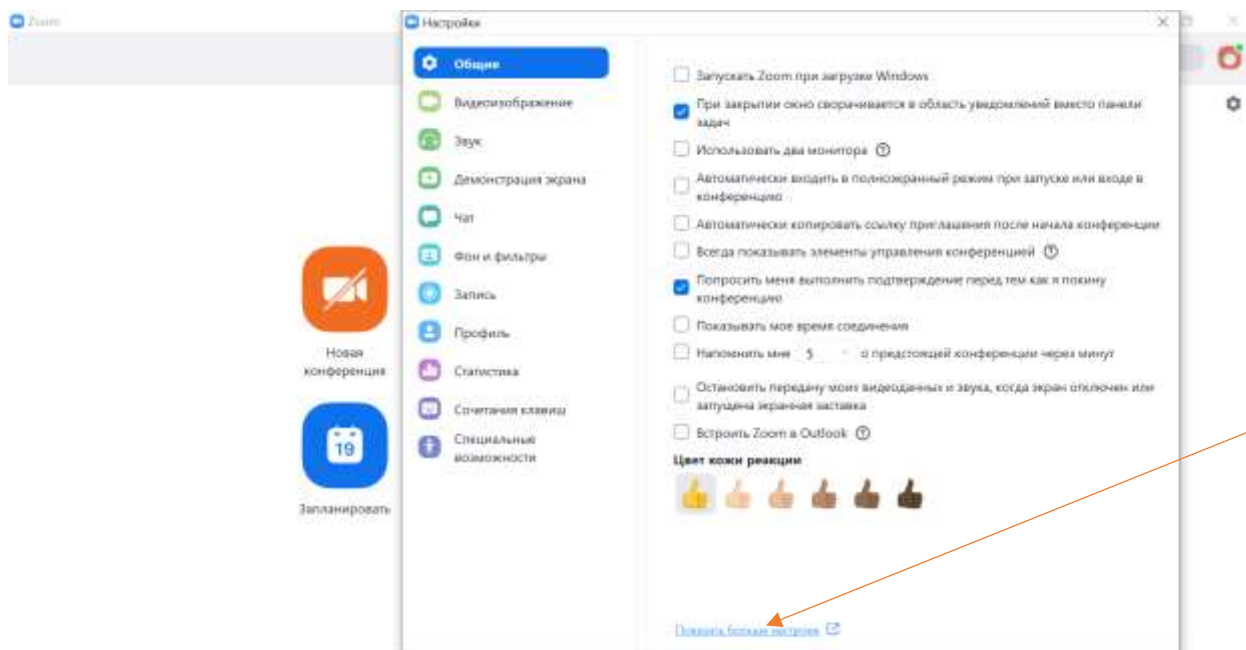 Zoom
Настройки
Общие
Видеоизображение
Звук
Демонстрация экрана
Чат
Фон и фильтры
Запись
Профиль
Статистика
Сочетания клавиш
Специальные
возможности
Новая
конференция
19
Запланировать
Запускать Zoom при загрузке Windows
При закрытии окно сворачивается в область уведомлений вместо панели
задач
Использовать два монитора
Автоматически входить в полноэкранный режим при запуске или входе в
конференцию
Автоматически копировать ссылку приглашения после начала конференции
Всегда показывать элементы управления конференцией
Попросить меня выполнить подтверждение перед тем как я покину
конференцию
Показывать мое время соединения
Напомнить мне 5 о предстоящей конференции через минут
Остановить передачу моих видеоданных и звука, когда экран отключен или
запущена экранная заставка
Встроить Zoom в Outlook
Цвет кожи реакции
Показать больше настроек